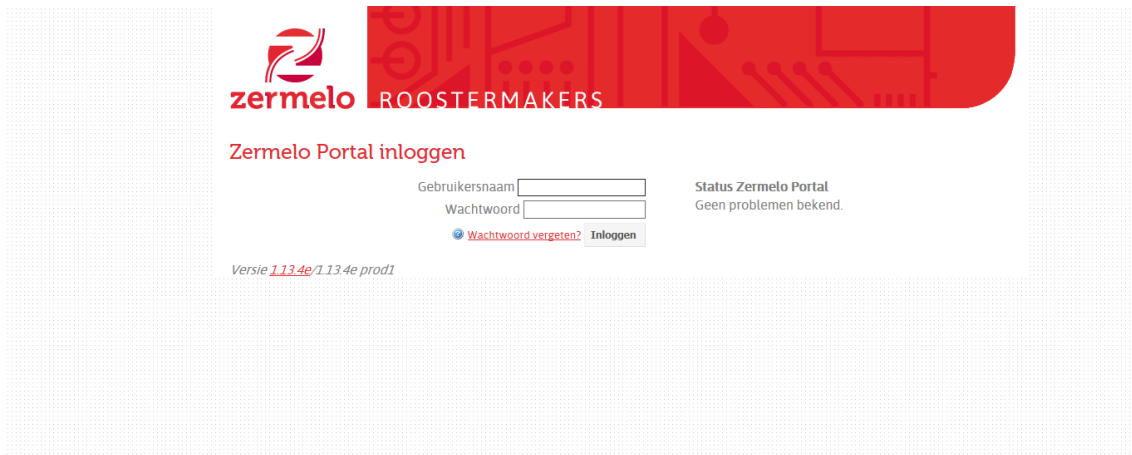 zermelo ROOSTERMAKERS
Zermelo Portal inloggen
Gebruikersnaam
Wachtwoord
Wachtwoord vergeten? Inloggen
Status Zermelo Portal
Geen problemen bekend.
Versie 1.13.4e/1.13.4e prod1